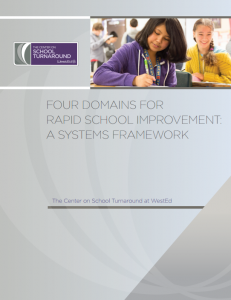 THE CENTER ON
SCHOOL
TURNAROUND
WestEd
FOUR DOMAINS FOR
RAPID SCHOOL IMPROVEMENT:
A SYSTEMS FRAMEWORK
The Center on School Turnaround at WestEd